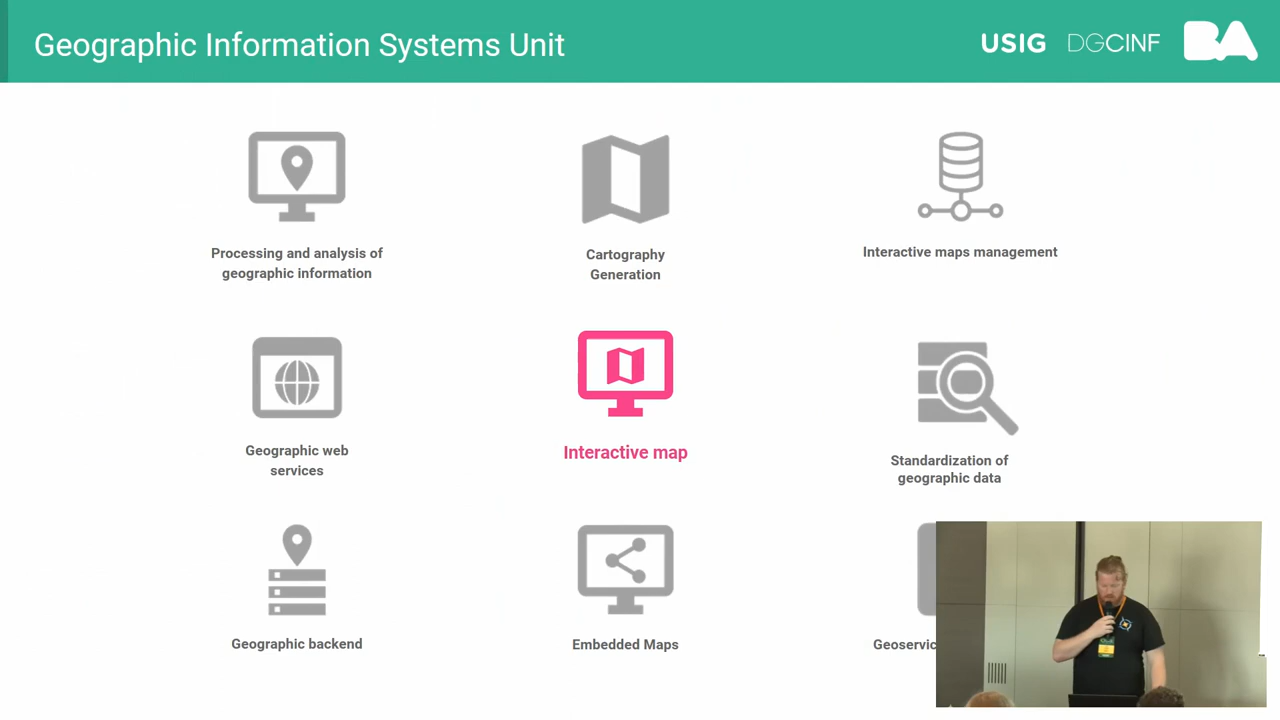 Geographic Information Systems Unit
USIG DGCINF BA
Processing and analysis of
geographic information
Cartography
Generation
Interactive maps management
Geographic web
services
Interactive map
Standardization of
geographic data
Geographic backend
Embedded Maps